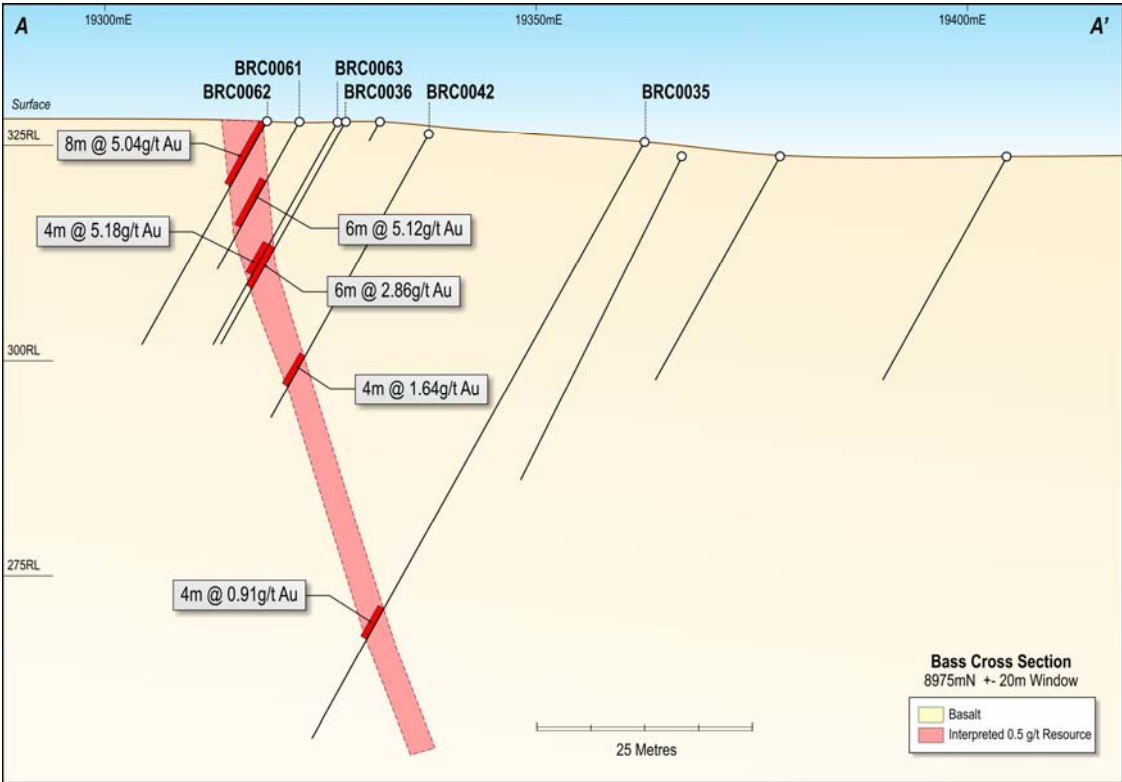 A
19300mE
19350mE
19400mE
A'
BRC0061
BRC0063
BRC0062
BRC0036
BRC0042
BRC0035
Surface
325RL
8m @ 5.04g/t Au
4m @ 5.18g/t Au
6m @ 5.12g/t Au
6m @ 2.86g/t Au
300RL
4m @ 1.64g/t Au
275RL
4m @ 0.91g/t Au
Bass Cross Section
8975mN +- 20m Window
Basalt
Interpreted 0.5 g/t Resource
25 Metres